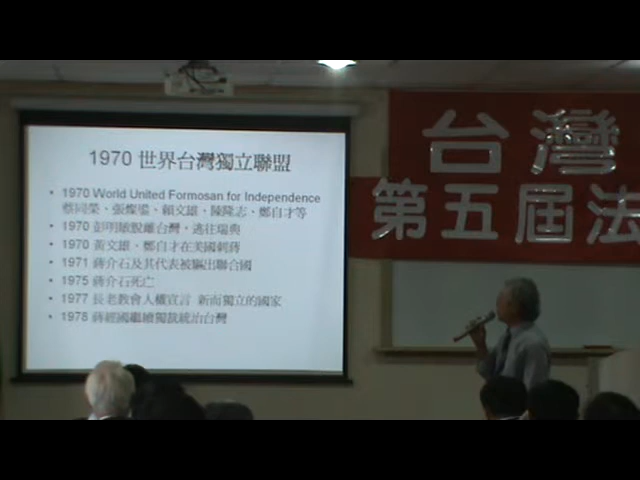 1970 世界台灣獨立聯盟
• 1970 World United Formosan for Independence
蔡同榮、張燦鍙、賴文雄、陳隆志、鄭自才等
• 1970 彭明敏脫離台灣，逃往瑞典
• 1970 黃文雄、鄭自才在美國刺蔣
• 1971 蔣介石及其代表被驅出聯合國
• 1975 蔣介石死亡
• 1977 長老教會人權宣言 新而獨立的國家
• 1978 蔣經國繼續獨裁統治台灣
台灣
第五屆法